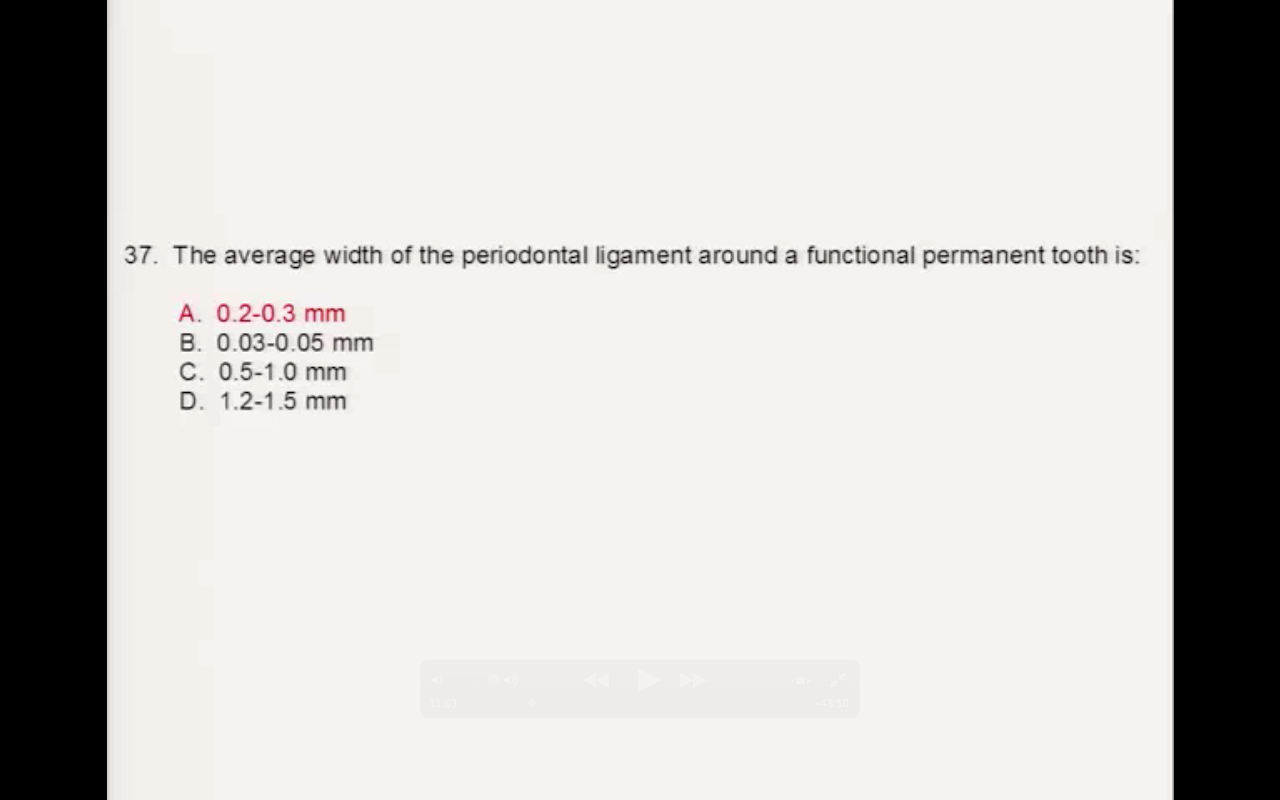 37. The average width of the periodontal ligament around a functional permanent tooth is:
A. 0.2-0.3 mm
B. 0.03-0.05 mm
C. 0.5-1.0 mm
D. 1.2-1.5 mm